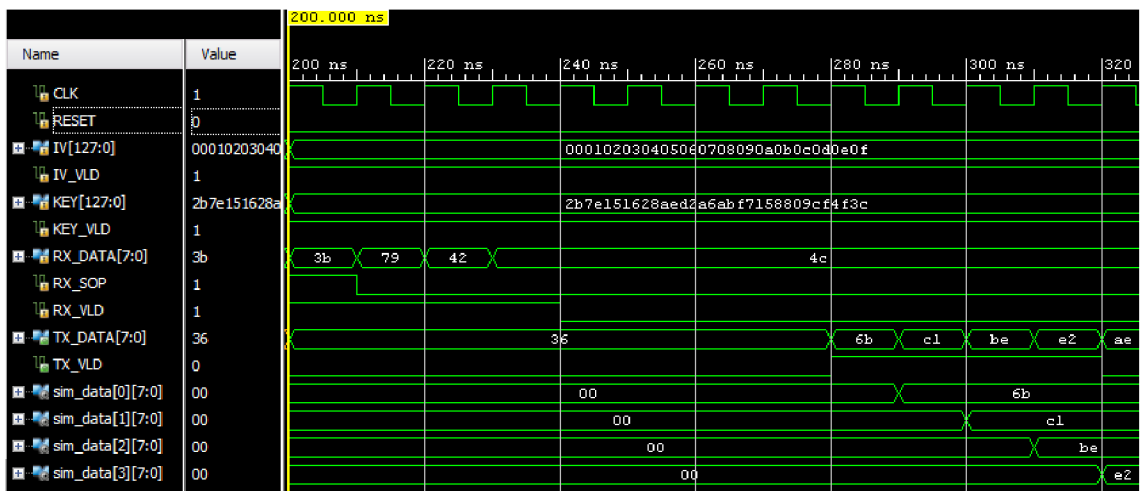 200.000 ns
Name Value
200 ns 220 ns 240 ns 260 ns 280 ns 300 ns 320
CLK 1
RESET 0
IV[127:0] 00010203040 000102030405060708090a0b0c0d0e0f
IV_VLD 1
KEY[127:0] 2b7e151628a 2b7e151628aed2a6abf7158809cf4f3c
KEY_VLD 1
RX_DATA[7:0] 3b 3b 79 42 4c
RX_SOP 1
RX_VLD 1
TX_DATA[7:0] 36 36 6b c1 be e2 ae
TX_VLD 0
sim_data[0][7:0] 00 00 6b
sim_data[1][7:0] 00 00 c1
sim_data[2][7:0] 00 00 be
sim_data[3][7:0] 00 00 e2